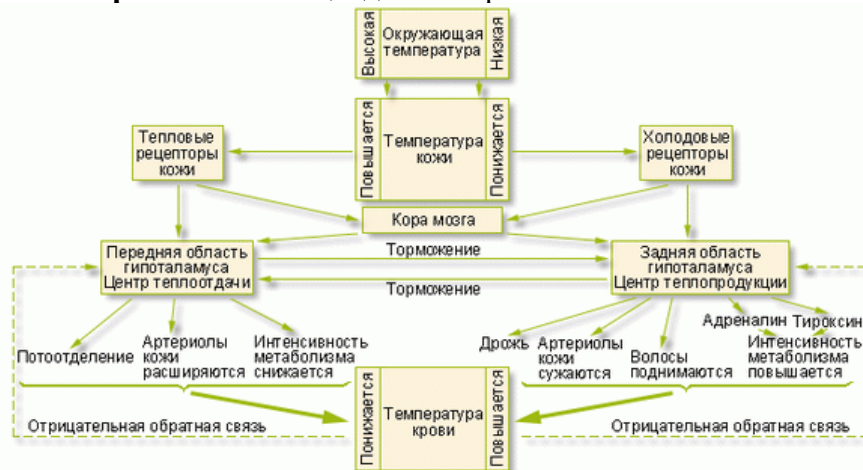 Высокая
Окружающая
температура
Низкая
Повышается
Температура
кожи
Понижается
Тепловые
рецепторы
кожи
Холодовые
рецепторы
кожи
Кора мозга
Передняя область
гипоталамуса
Центр теплоотдачи
Торможение
Торможение
Задняя область
гипоталамуса
Центр теплопродукции
Потоотделение
Артериолы
кожи
расширяются
Интенсивность
метаболизма
снижается
Дрожь
Артериолы
кожи
сужаются
Волосы
поднимаются
Адреналин
Тироксин
Интенсивность
метаболизма
повышается
Понижается
Температура
крови
Повышается
Отрицательная обратная связь
Отрицательная обратная связь